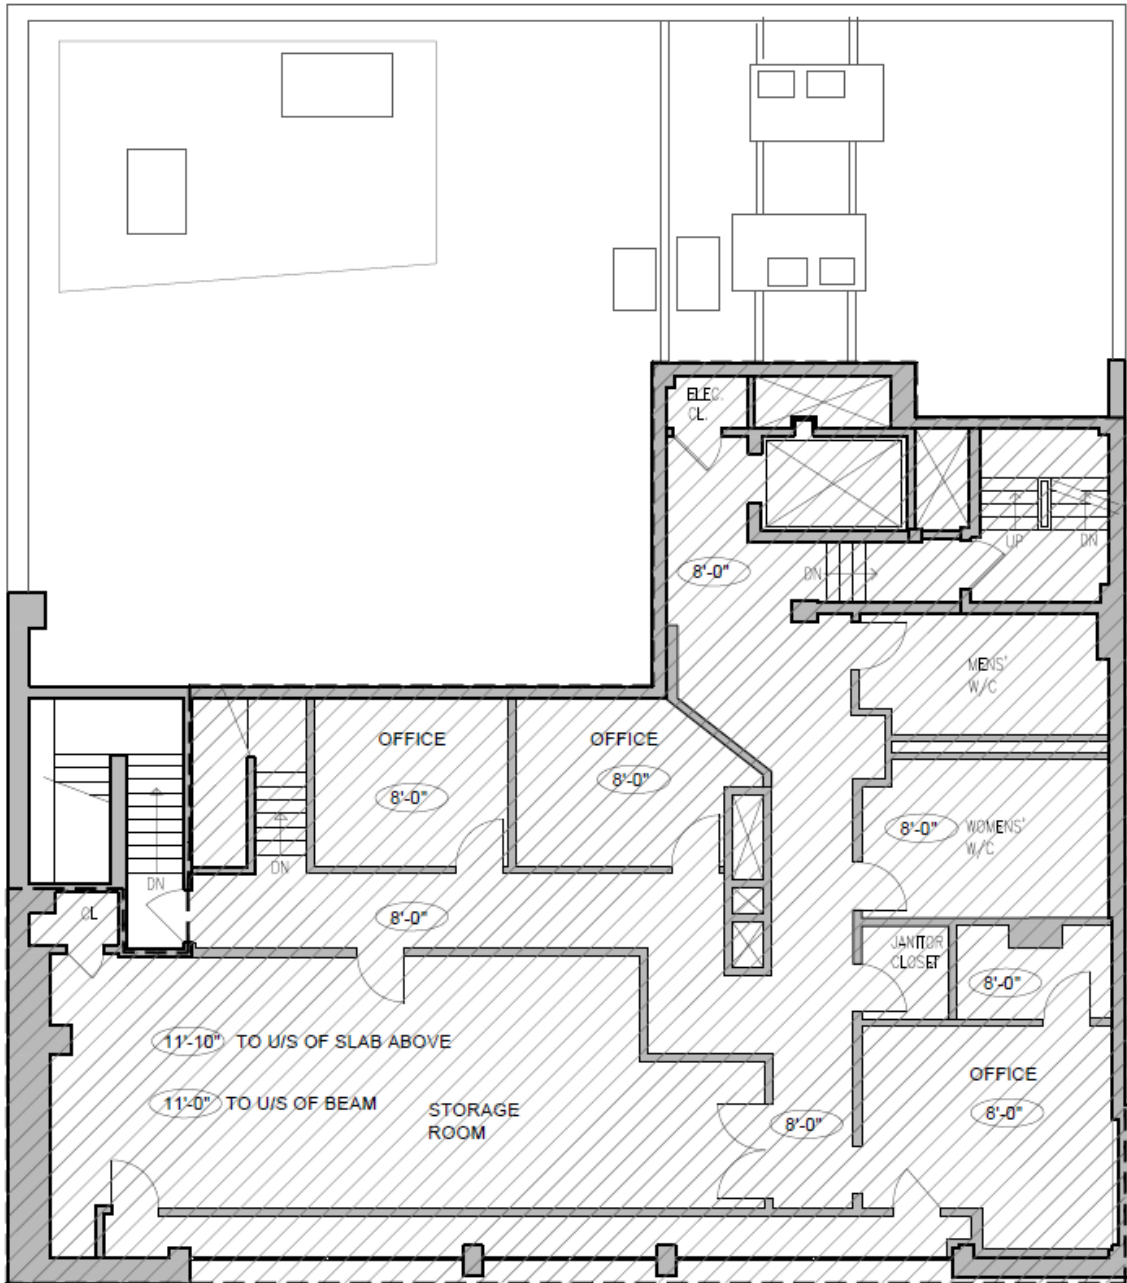 ELEC.
CL.
UP
DN
8'-0"
DN
MENS'
W/C
OFFICE
OFFICE
8'-0"
8'-0"
8'-0"
WOMENS'
W/C
DN
DN
CL
8'-0"
JANITOR
CLOSET
8'-0"
11'-10" TO U/S OF SLAB ABOVE
OFFICE
11'-0" TO U/S OF BEAM
STORAGE
ROOM
8'-0"
8'-0"